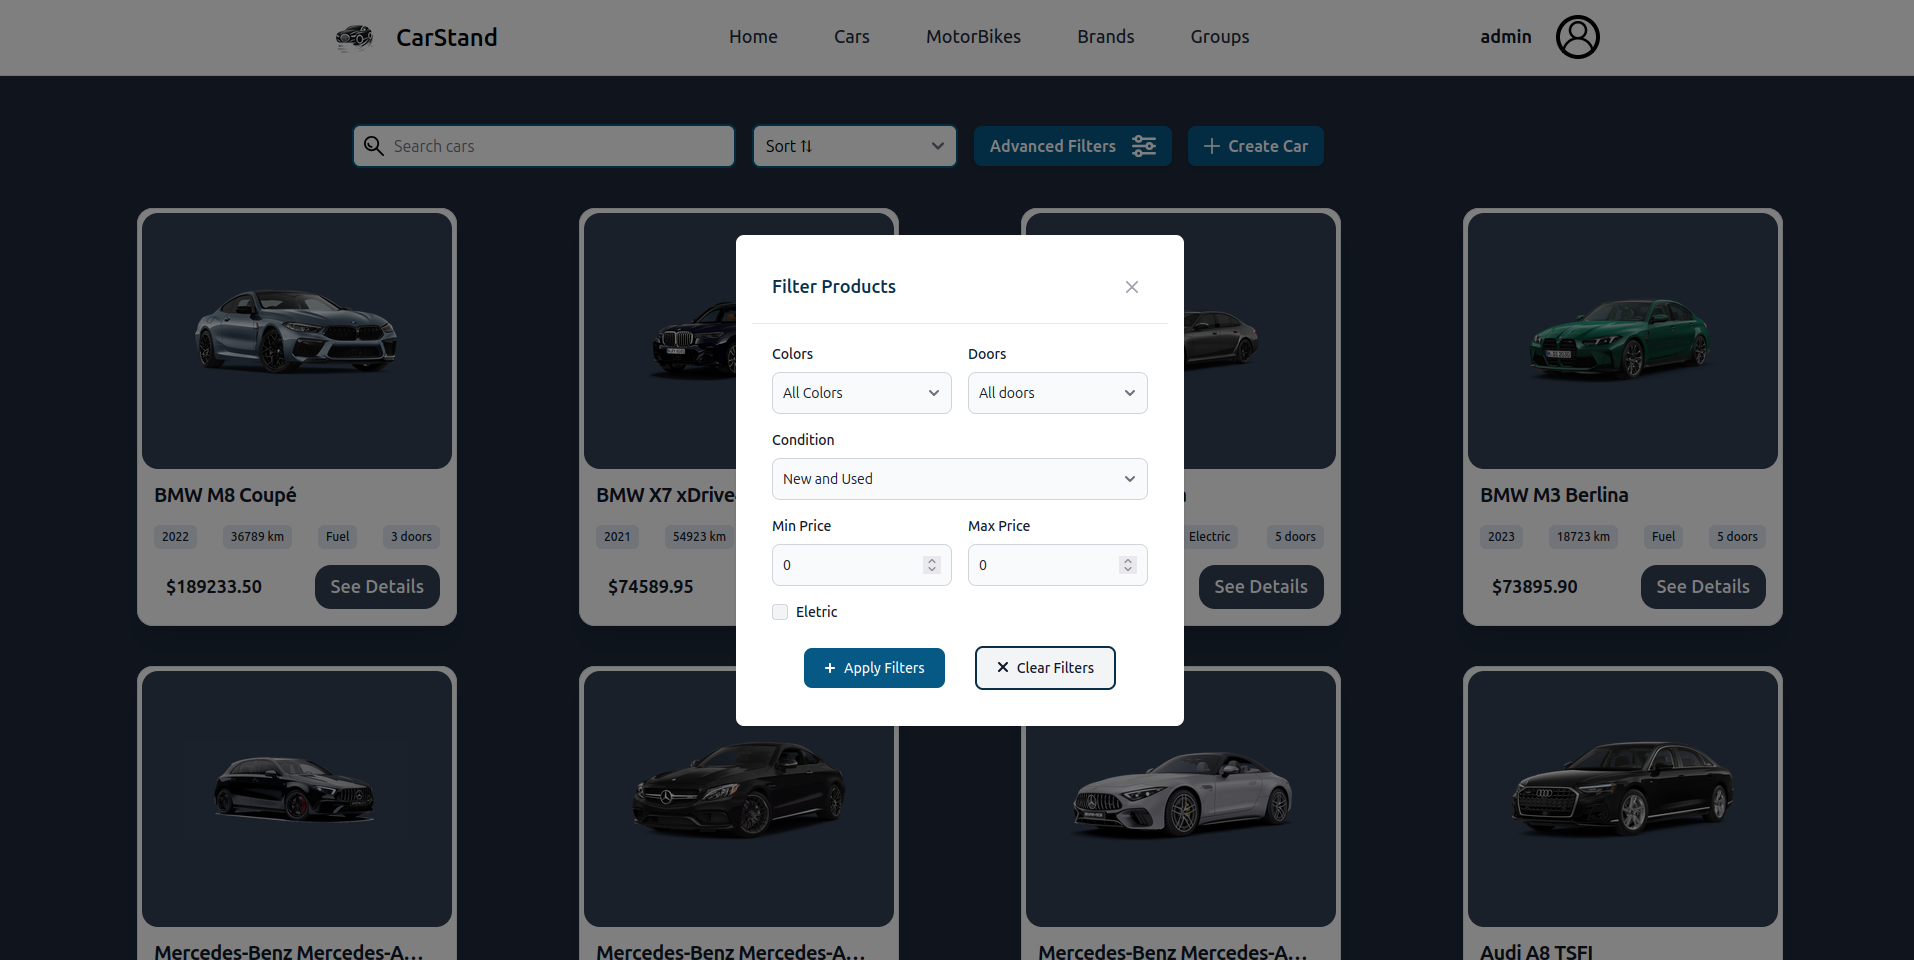 CarStand
Home Cars MotorBikes Brands Groups
admin
Search cars
Sort
Advanced Filters
Create Car
Filter Products
Colors Doors
All Colors All doors
Condition
New and Used
Min Price Max Price
0 0
Eletric
Apply Filters Clear Filters
BMW M8 Coupé
2022 36789 km Fuel 3 doors
$189233.50 See Details
BMW X7 xDrive
2021 54923 km
$74589.95
Electric 5 doors
See Details
BMW M3 Berlina
2023 18723 km Fuel 5 doors
$73895.90 See Details
Mercedes-Benz Mercedes-A...
Mercedes-Benz Mercedes-A...
Mercedes-Benz Mercedes-A...
Audi A8 TSFI